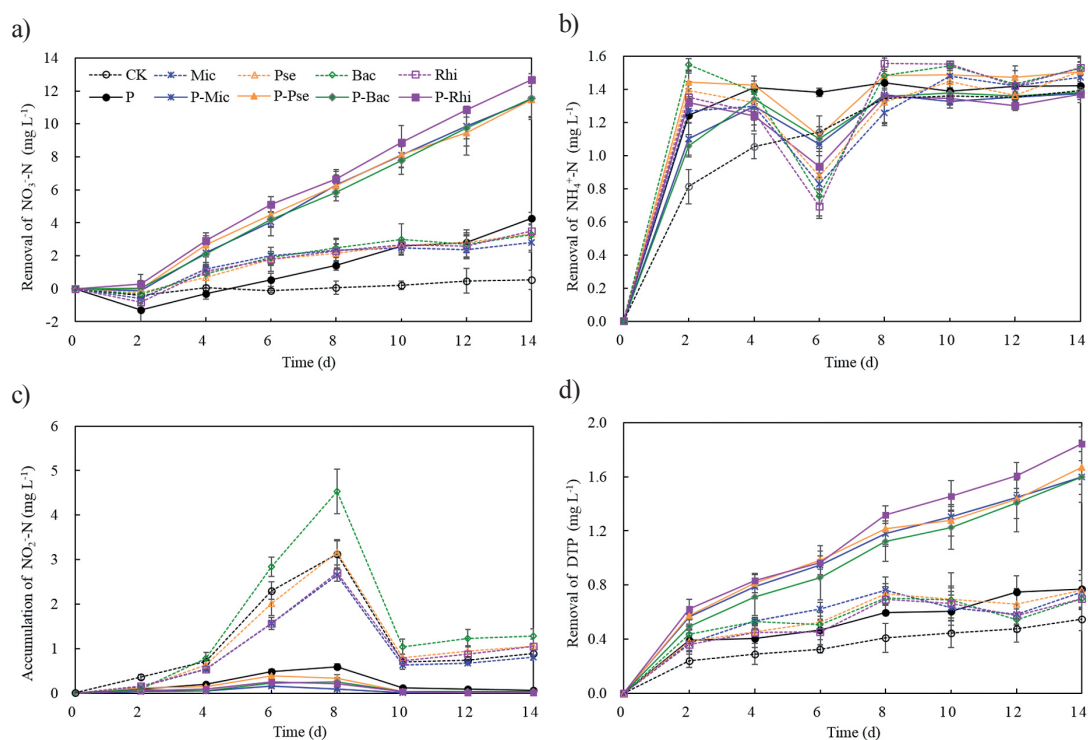 a)
Removal of NO₃⁻-N (mg L⁻¹)
14
12
10
8
6
4
2
0
-2
CK Mic Pse Bac Rhi
P P-Mic P-Pse P-Bac P-Rhi
0 2 4 6 8 10 12 14
Time (d)
b)
Removal of NH₄⁺-N (mg L⁻¹)
1.6
1.4
1.2
1.0
0.8
0.6
0.4
0.2
0.0
0 2 4 6 8 10 12 14
Time (d)
c)
Accumulation of NO₂⁻-N (mg L⁻¹)
6
5
4
3
2
1
0
0 2 4 6 8 10 12 14
Time (d)
d)
Removal of DTP (mg L⁻¹)
2.0
1.6
1.2
0.8
0.4
0.0
0 2 4 6 8 10 12 14
Time (d)